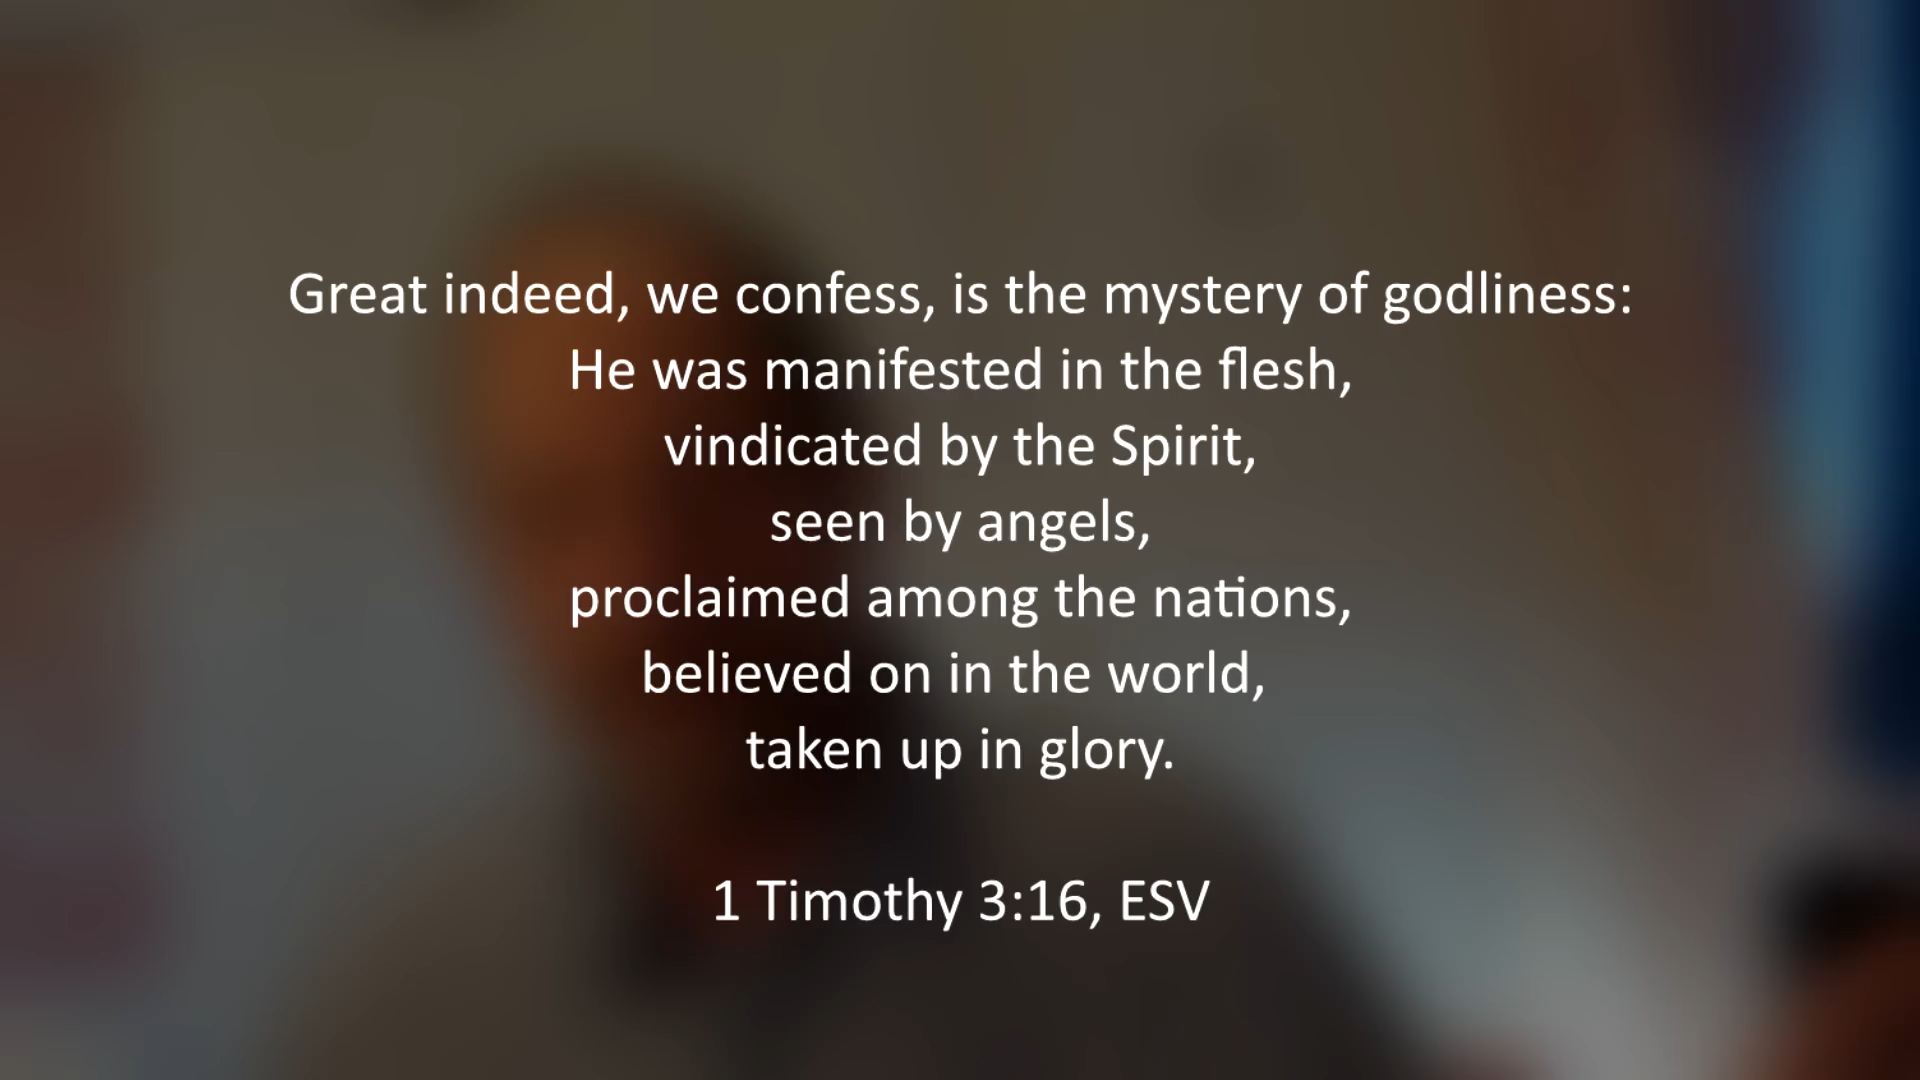 Great indeed, we confess, is the mystery of godliness:
He was manifested in the flesh,
vindicated by the Spirit,
seen by angels,
proclaimed among the nations,
believed on in the world,
taken up in glory.
1 Timothy 3:16, ESV